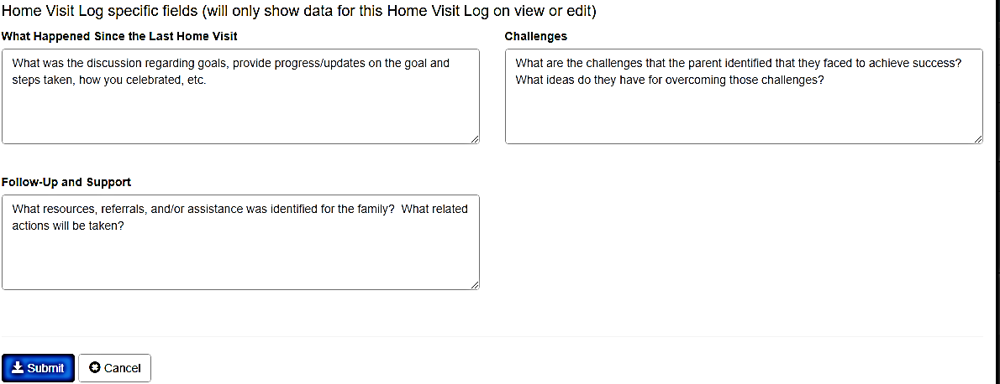 Home Visit Log specific fields (will only show data for this Home Visit Log on view or edit)
What Happened Since the Last Home Visit
What was the discussion regarding goals, provide progress/updates on the goal and
steps taken, how you celebrated, etc.
Challenges
What are the challenges that the parent identified that they faced to achieve success?
What ideas do they have for overcoming those challenges?
Follow-Up and Support
What resources, referrals, and/or assistance was identified for the family?  What related
actions will be taken?
Submit
Cancel